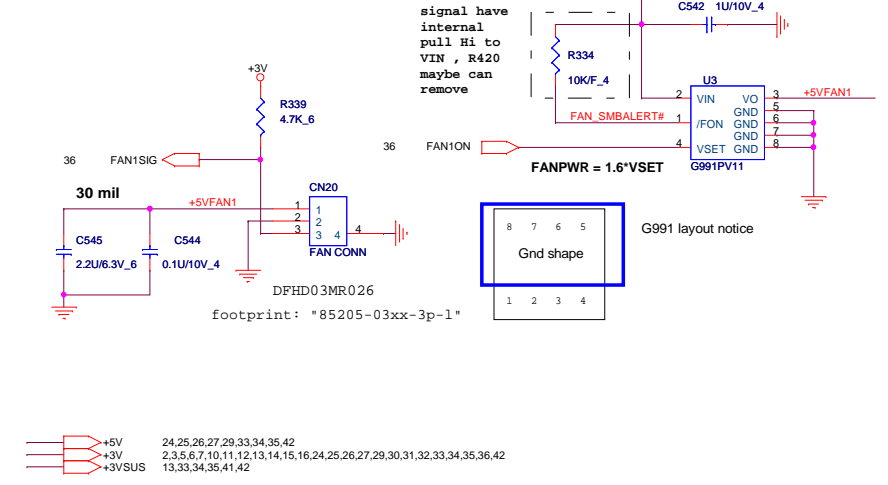 signal have
internal
pull Hi to
VIN , R420
maybe can
remove
C542 1U/10V_4
R334
10K/F_4
+3V
R339
4.7K_6
U3
2 VIN VO 3 +5VFAN1
GND 5
FAN_SMBALERT# 1 /FON GND 6
GND 7
4 VSET GND 8
G991PV11
36 FAN1SIG
36 FAN1ON
FANPWR = 1.6*VSET
30 mil
+5VFAN1
CN20
1 1
2 2
3 3 4 4
FAN CONN
C545
2.2U/6.3V_6
C544
0.1U/10V_4
DFHD03MR026
footprint: "85205-03xx-3p-l"
8 7 6 5
Gnd shape
1 2 3 4
G991 layout notice
+5V 24,25,26,27,29,33,34,35,42
+3V 2,3,5,6,7,10,11,12,13,14,15,16,24,25,26,27,29,30,31,32,33,34,35,36,42
+3VSUS 13,33,34,35,41,42